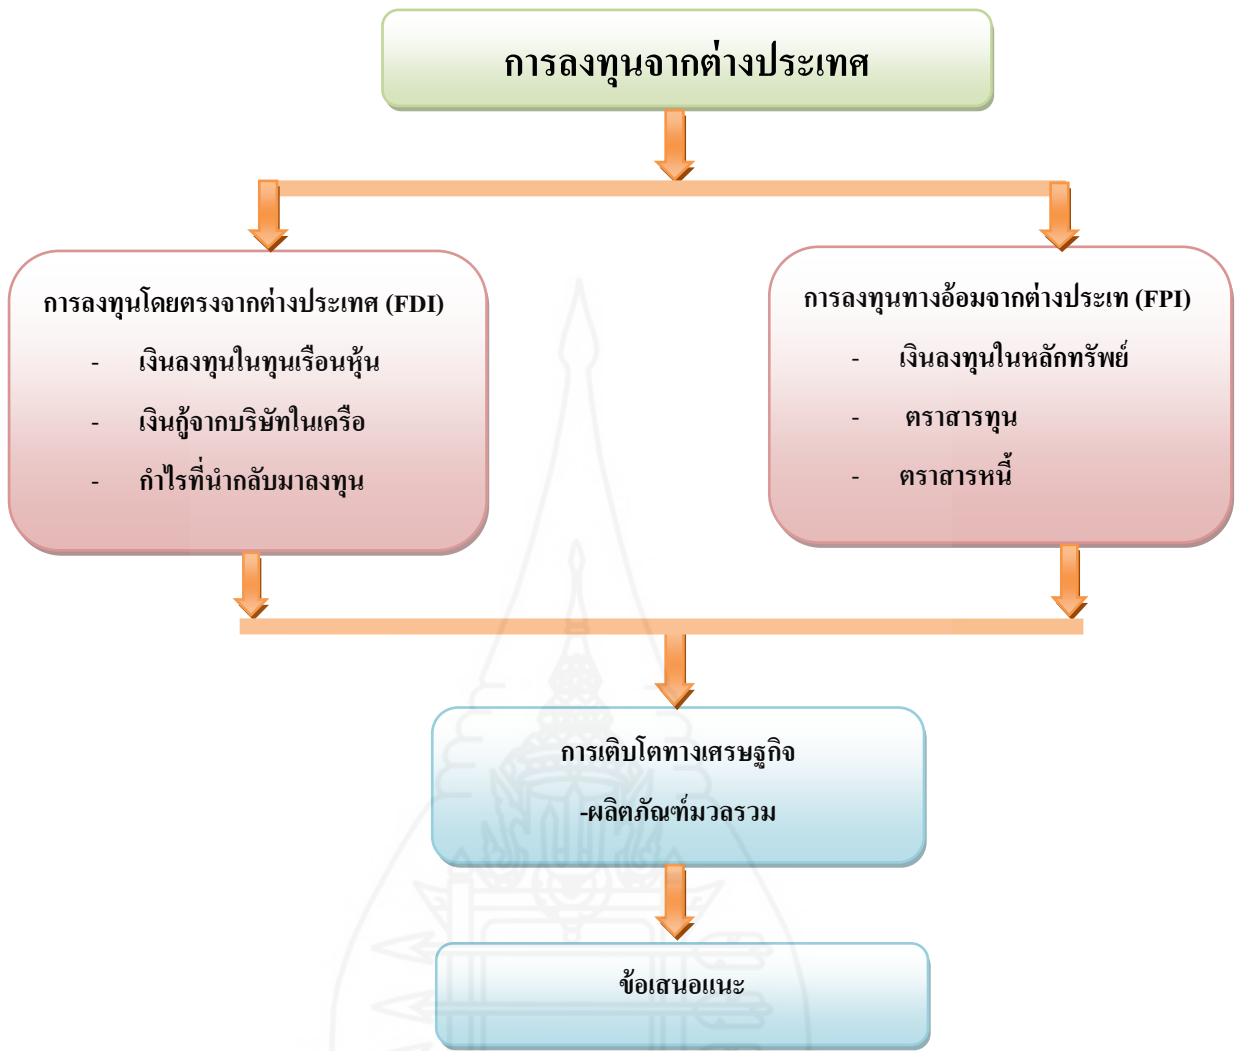 การลงทุนจากต่างประเทศ
การลงทุนโดยตรงจากต่างประเทศ (FDI)
- เงินลงทุนในทุนเรือนหุ้น
- เงินกู้จากบริษัทในเครือ
- กำไรที่นำกลับมาลงทุน
การลงทุนทางอ้อมจากต่างประเท (FPI)
- เงินลงทุนในหลักทรัพย์
- ตราสารทุน
- ตราสารหนี้
การเติบโตทางเศรษฐกิจ
-ผลิตภัณฑ์มวลรวม
ข้อเสนอแนะ